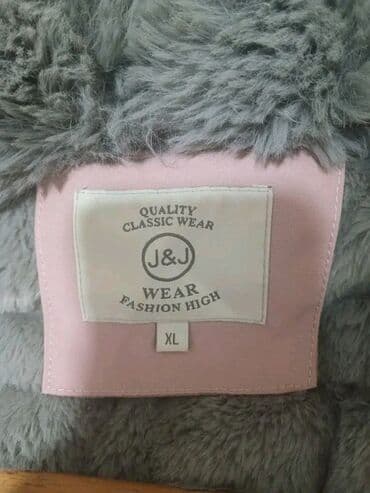 QUALITY
CLASSIC WEAR
J&J
WEAR
FASHION HIGH
XL